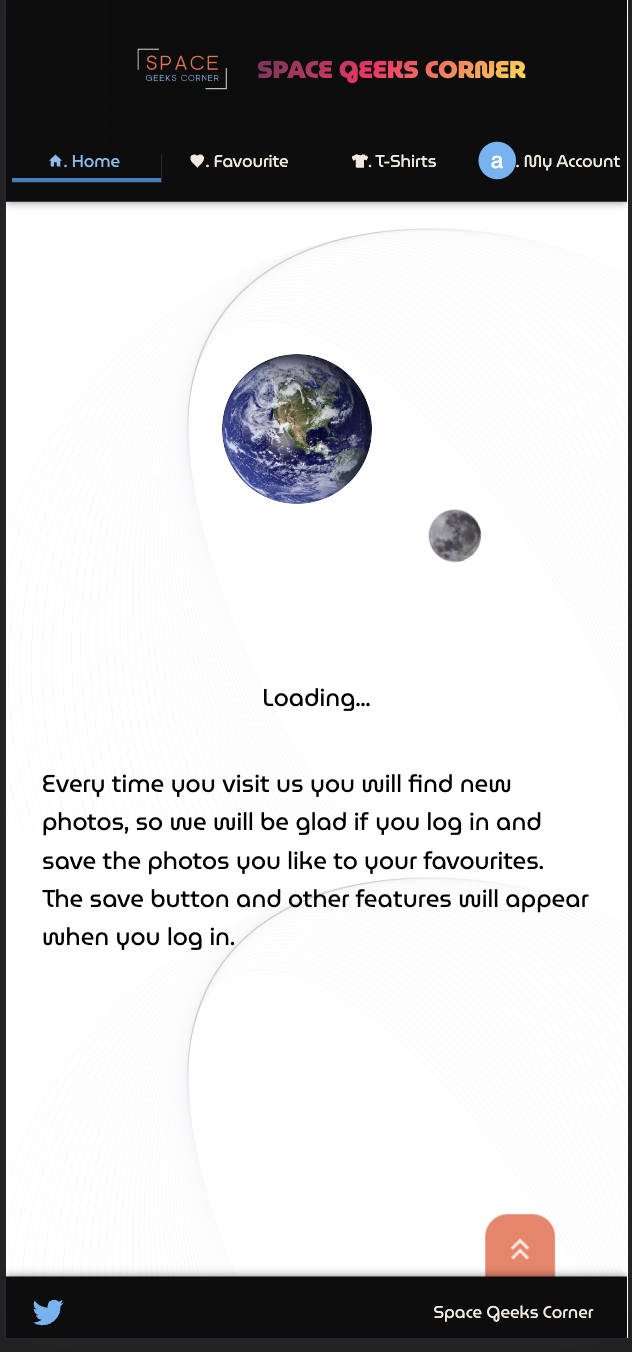 SPACE
GEEKS CORNER
SPACE GEEKS CORNER
. Home
. Favourite
. T-Shirts
a . My Account
Loading...
Every time you visit us you will find new
photos, so we will be glad if you log in and
save the photos you like to your favourites.
The save button and other features will appear
when you log in.
Space Geeks Corner